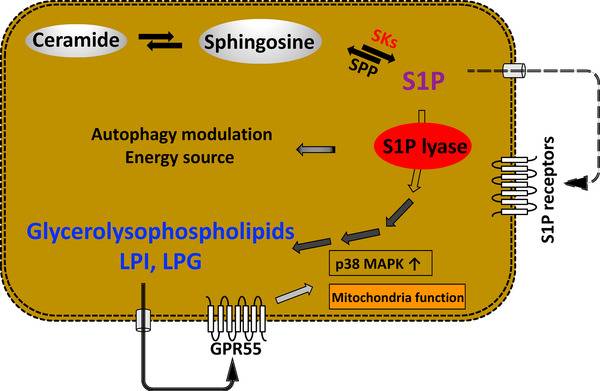 Ceramide
Sphingosine
SKs
SPP
S1P
Autophagy modulation
Energy source
S1P lyase
S1P receptors
Glycerolysophospholipids
LPI, LPG
p38 MAPK ↑
Mitochondria function
GPR55